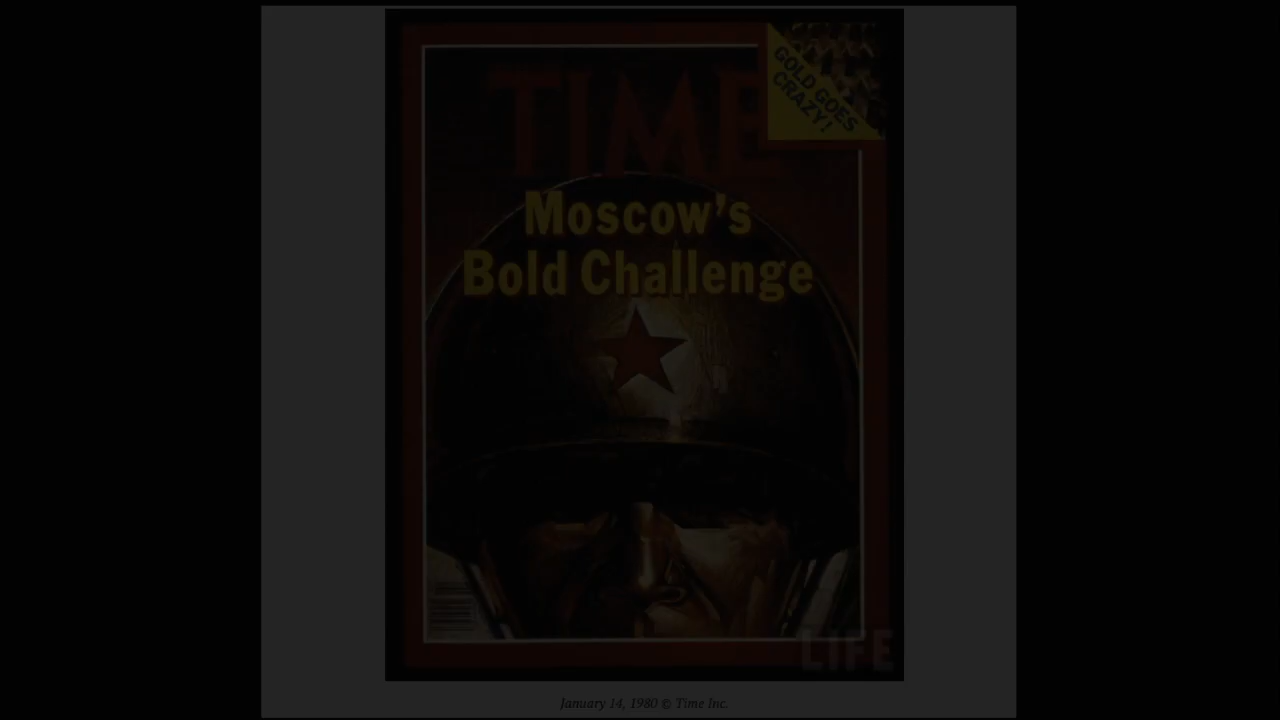 TIME
GOLD GOES
CRAZY!
Moscow's
Bold Challenge
LIFE
January 14, 1980 © Time Inc.